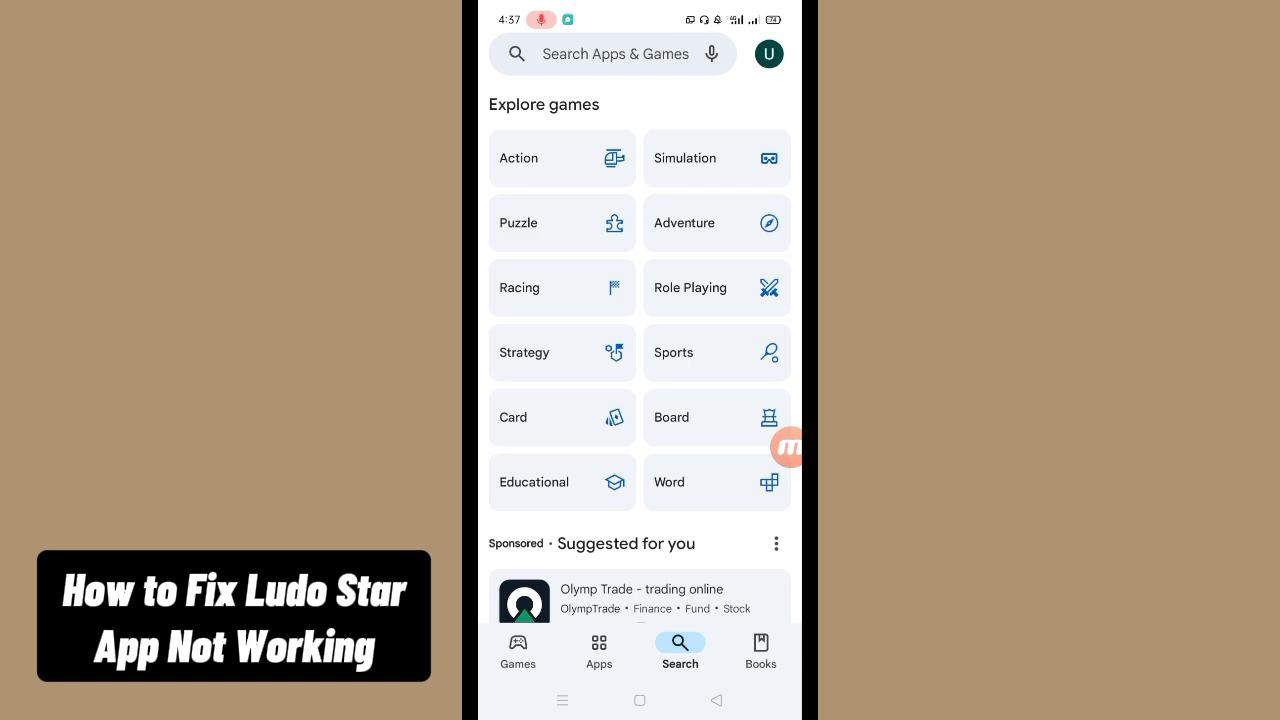 4:37
74
Search Apps & Games
U
Explore games
Action
Simulation
Puzzle
Adventure
Racing
Role Playing
Strategy
Sports
Card
Board
Educational
Word
Sponsored · Suggested for you
Olymp Trade - trading online
OlympTrade • Finance • Fund • Stock
Games
Apps
Search
Books
How to Fix Ludo Star
App Not Working